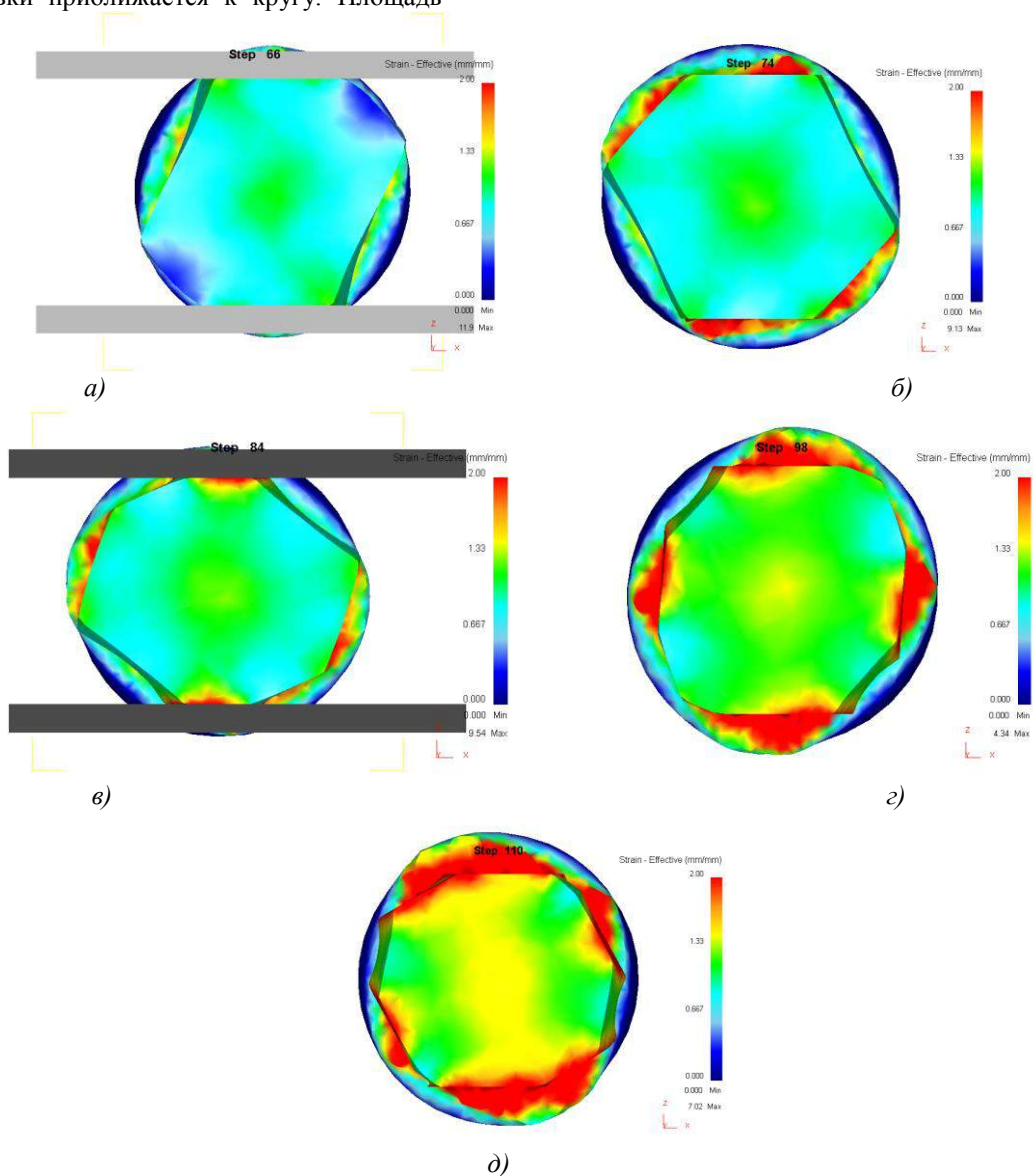 приближается к кругу. Площадь
Step 66
Strain - Effective (mm/mm)
2.00
1.33
0.667
0.000
0.000 Min
11.9 Max
Z
Y X
а)
Step 74
Strain - Effective (mm/mm)
2.00
1.33
0.667
0.000
0.000 Min
9.13 Max
Z
Y X
б)
Step 84
Strain - Effective (mm/mm)
2.00
1.33
0.667
0.000
0.000 Min
9.54 Max
Z
Y X
в)
Step 98
Strain - Effective (mm/mm)
2.00
1.33
0.667
0.000
0.000 Min
4.34 Max
Z
Y X
г)
Step 110
Strain - Effective (mm/mm)
2.00
1.33
0.667
0.000
0.000 Min
7.02 Max
Z
Y X
д)